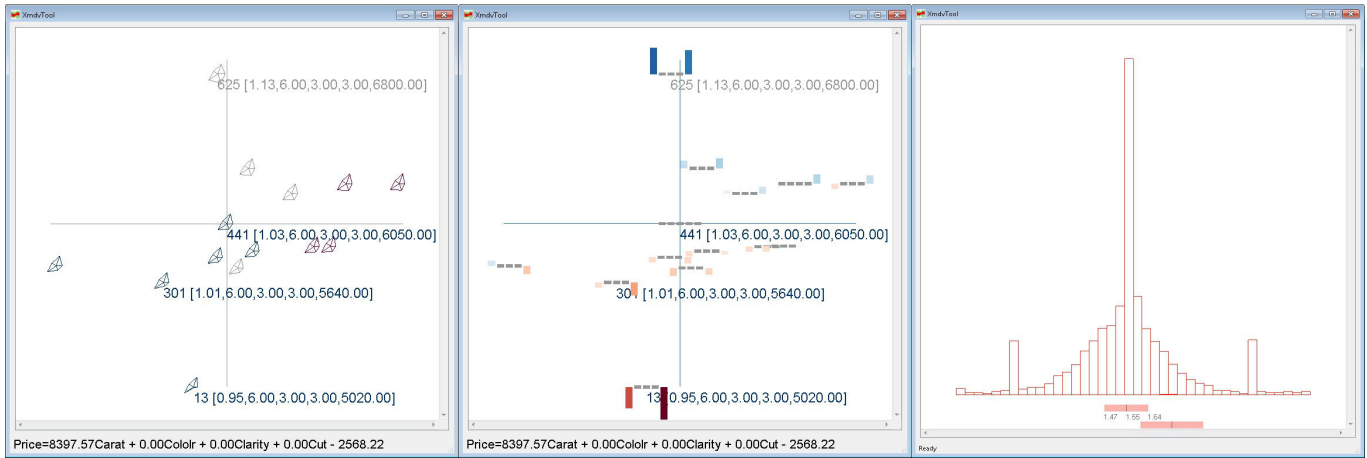 XmdvTool
625 [1.13,6.00,3.00,3.00,6800.00]
441 [1.03,6.00,3.00,3.00,6050.00]
301 [1.01,6.00,3.00,3.00,5640.00]
13 [0.95,6.00,3.00,3.00,5020.00]
Price=8397.57Carat + 0.00Cololr + 0.00Clarity + 0.00Cut - 2568.22
XmdvTool
625 [1.13,6.00,3.00,3.00,6800.00]
441 [1.03,6.00,3.00,3.00,6050.00]
301 [1.01,6.00,3.00,3.00,5640.00]
13 [0.95,6.00,3.00,3.00,5020.00]
Price=8397.57Carat + 0.00Cololr + 0.00Clarity + 0.00Cut - 2568.22
XmdvTool
1.47 1.55 1.64
Ready